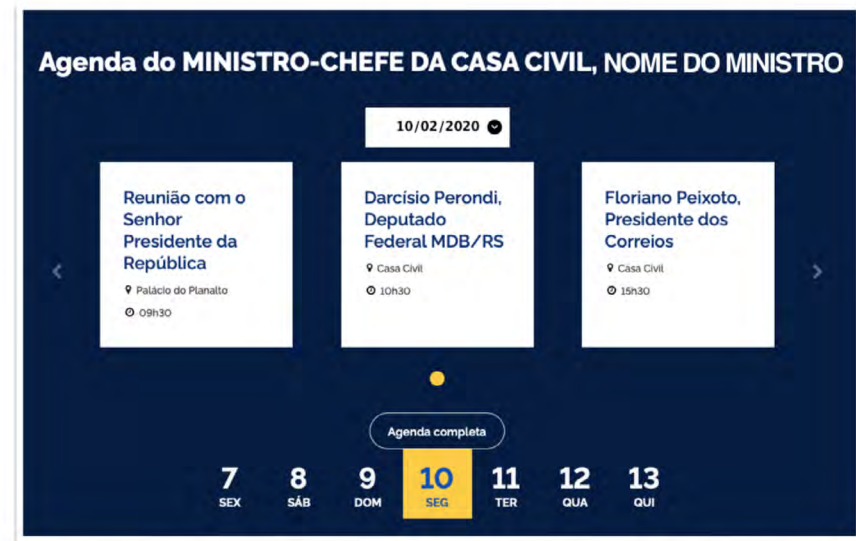 Agenda do MINISTRO-CHEFE DA CASA CIVIL, NOME DO MINISTRO
10/02/2020
Reunião com o
Senhor
Presidente da
República
Palácio do Planalto
09h30
Darcísio Perondi,
Deputado
Federal MDB/RS
Casa Civil
10h30
Floriano Peixoto,
Presidente dos
Correios
Casa Civil
15h30
Agenda completa
7 8 9 10 11 12 13
SEX SÁB DOM SEG TER QUA QUI